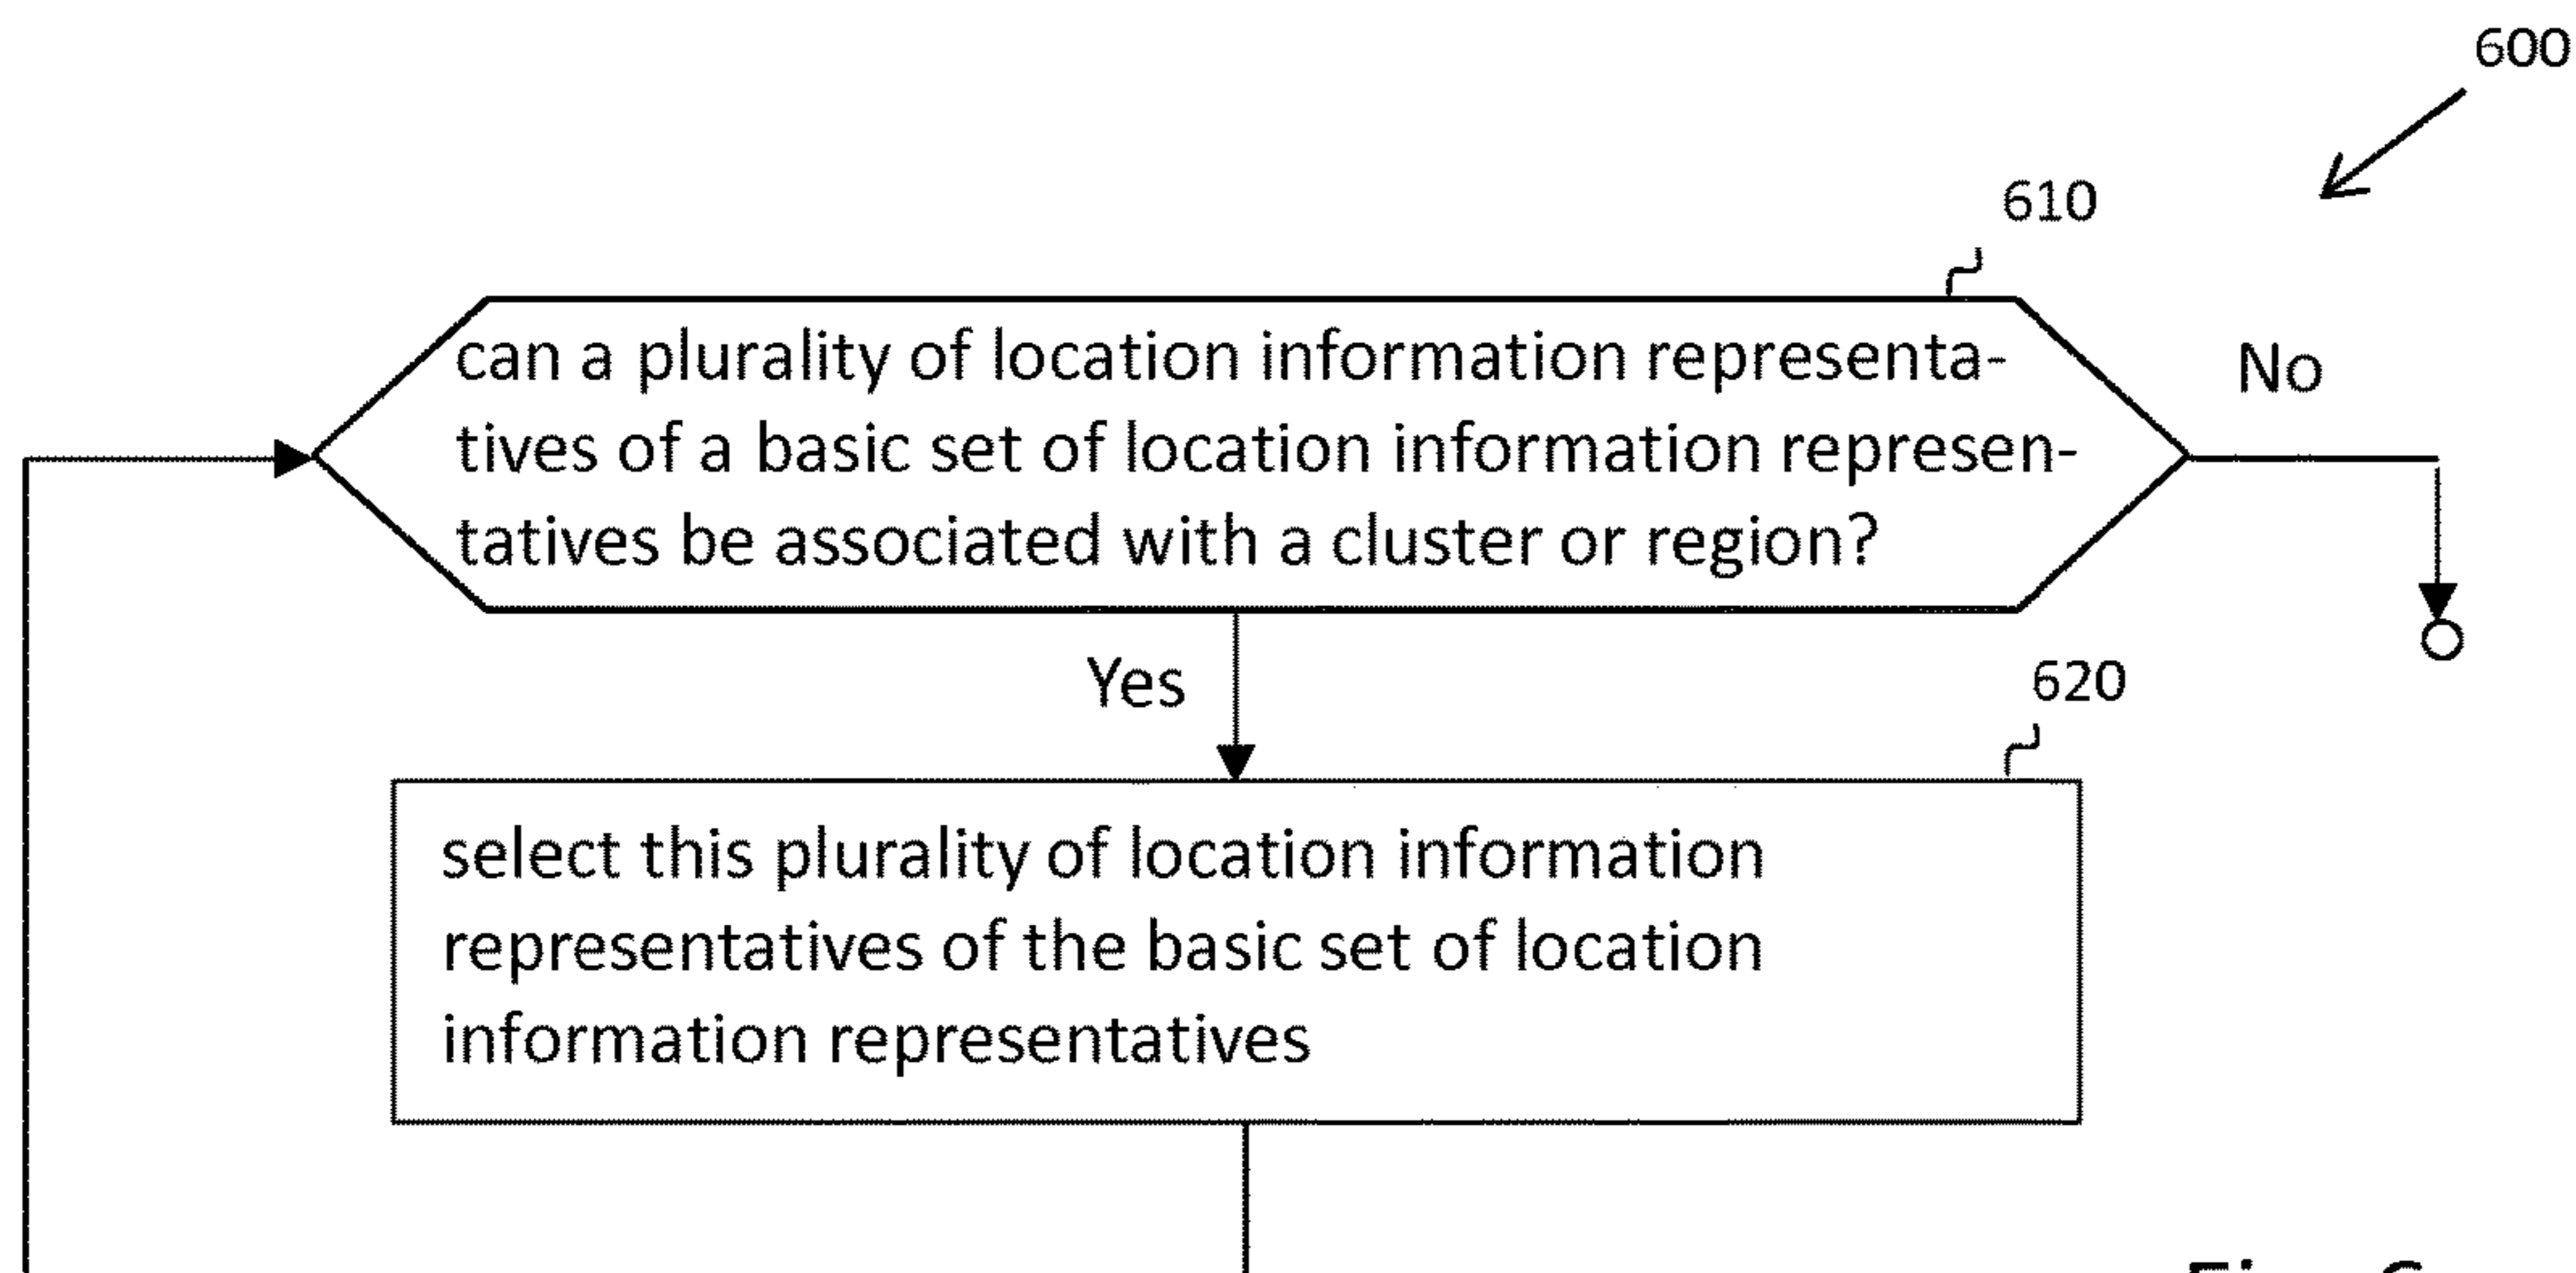 600
610
can a plurality of location information representa-
tives of a basic set of location information represen-
tatives be associated with a cluster or region?
No
Yes
620
select this plurality of location information
representatives of the basic set of location
information representatives